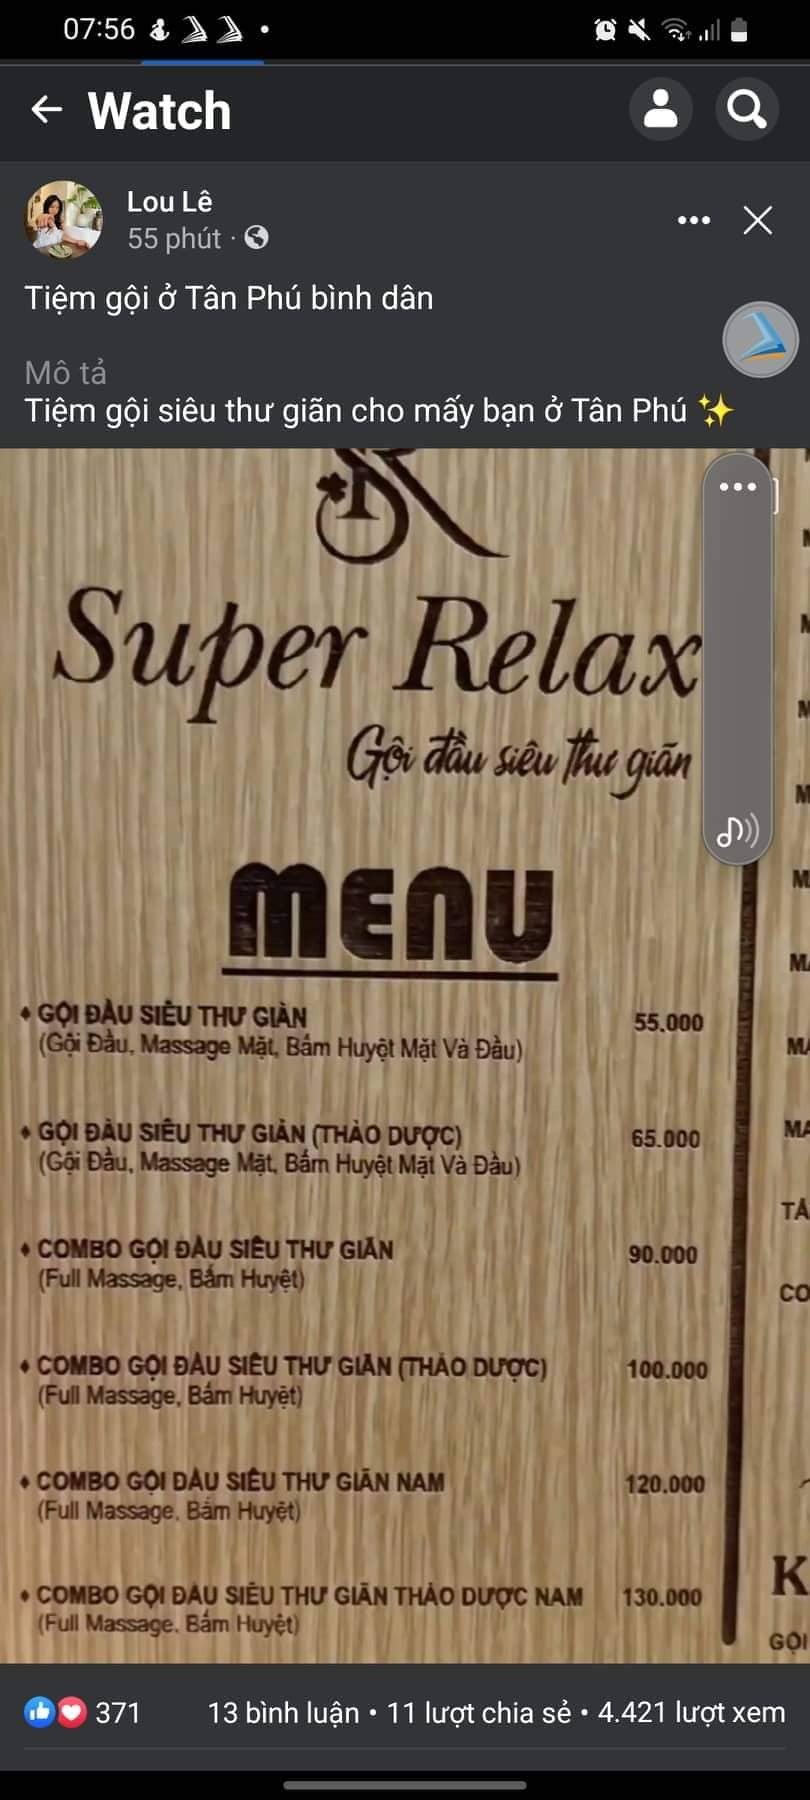 07:56
Watch
Lou Lê
55 phút ·
Tiệm gội ở Tân Phú bình dân
Mô tả
Tiệm gội siêu thư giãn cho mấy bạn ở Tân Phú ✨
Super Relax
Gội đầu siêu thư giãn
MENU
GỘI ĐẦU SIÊU THƯ GIÃN 55.000
(Gội Đầu, Massage Mặt, Bấm Huyệt Mặt Và Đầu)
GỘI ĐẦU SIÊU THƯ GIÃN (THẢO DƯỢC) 65.000
(Gội Đầu, Massage Mặt, Bấm Huyệt Mặt Và Đầu)
COMBO GỘI ĐẦU SIÊU THƯ GIÃN 90.000
(Full Massage, Bấm Huyệt)
COMBO GỘI ĐẦU SIÊU THƯ GIÃN (THẢO DƯỢC) 100.000
(Full Massage, Bấm Huyệt)
COMBO GỘI ĐẦU SIÊU THƯ GIÃN NAM 120.000
(Full Massage, Bấm Huyệt)
COMBO GỘI ĐẦU SIÊU THƯ GIÃN THẢO DƯỢC NAM 130.000
(Full Massage, Bấm Huyệt)
GỘI
371 13 bình luận • 11 lượt chia sẻ • 4.421 lượt xem